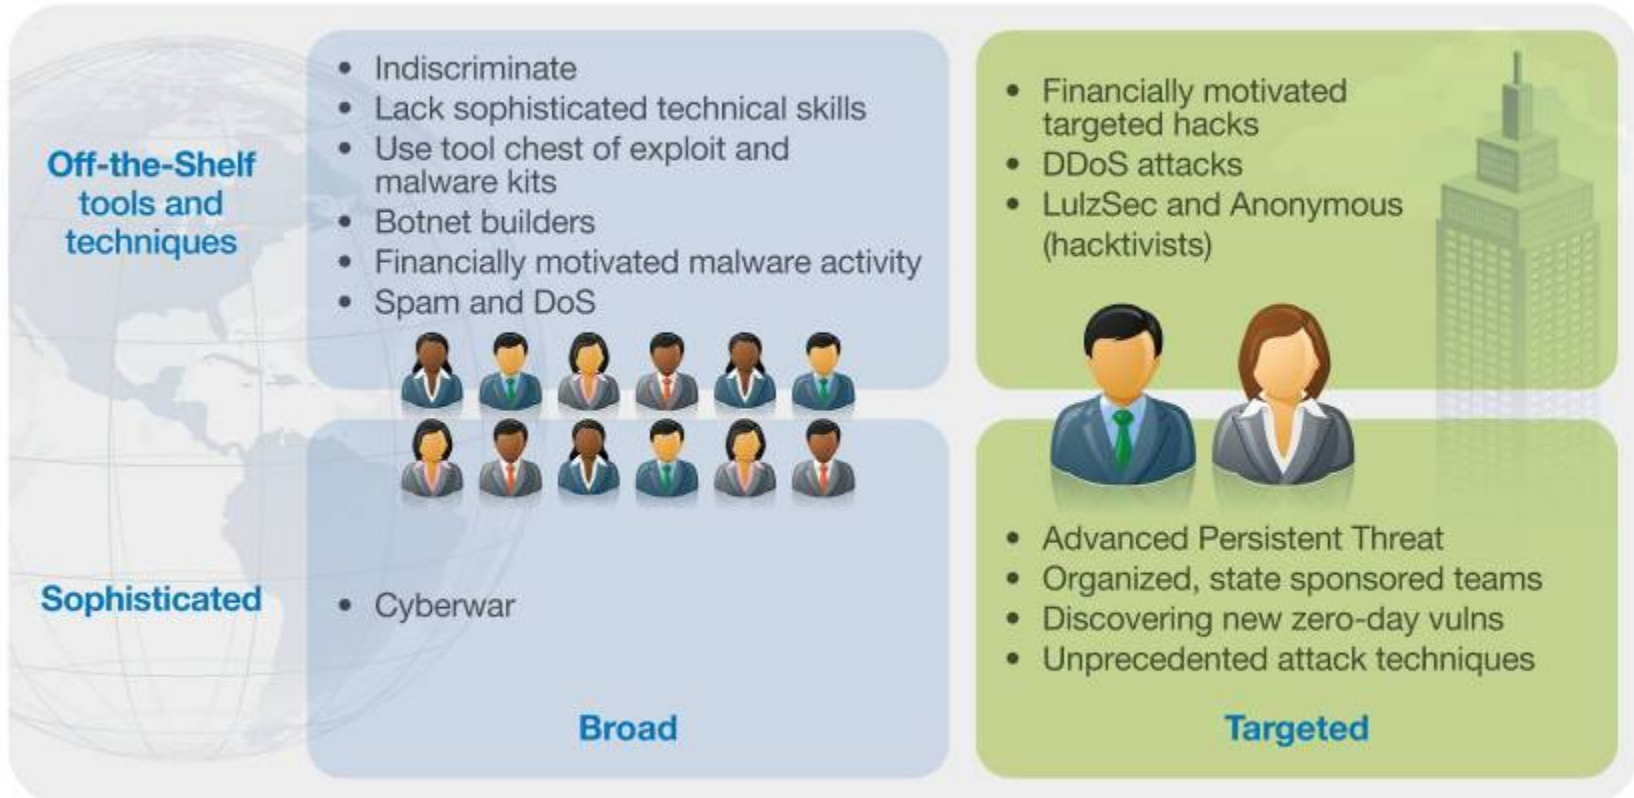 Off-the-Shelf
tools and
techniques
• Indiscriminate
• Lack sophisticated technical skills
• Use tool chest of exploit and
malware kits
• Botnet builders
• Financially motivated malware activity
• Spam and DoS
• Financially motivated
targeted hacks
• DDoS attacks
• LulzSec and Anonymous
(hacktivists)
Sophisticated
• Cyberwar
• Advanced Persistent Threat
• Organized, state sponsored teams
• Discovering new zero-day vulns
• Unprecedented attack techniques
Broad
Targeted